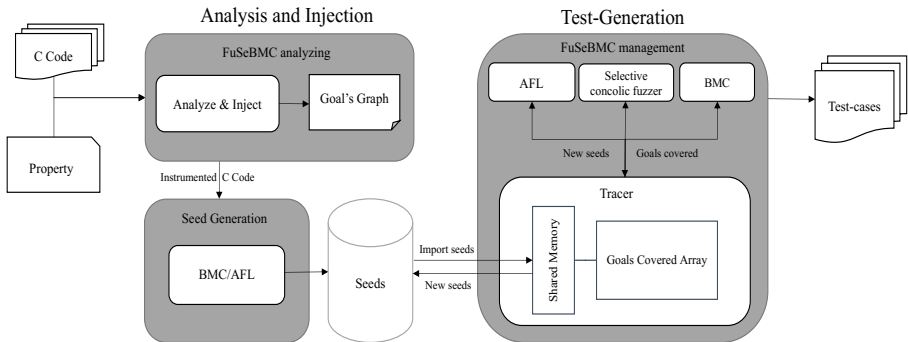 Analysis and Injection
Test-Generation
C Code
Property
FuSeBMC analyzing
Analyze & Inject
Goal's Graph
Instrumented C Code
Seed Generation
BMC/AFL
Seeds
Import seeds
New seeds
FuSeBMC management
AFL
Selective
concolic fuzzer
BMC
New seeds
Goals covered
Tracer
Shared Memory
Goals Covered Array
Test-cases